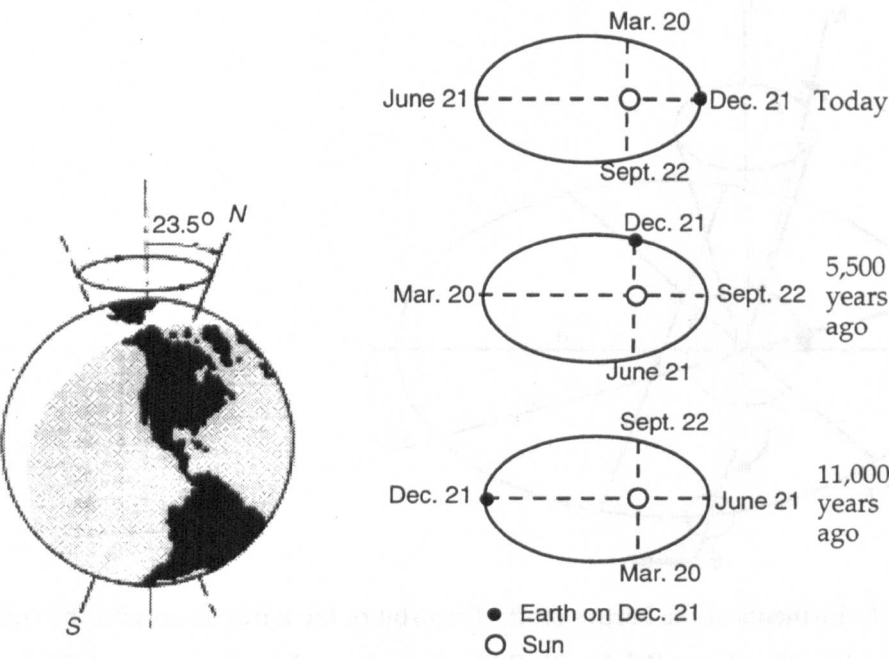 23.5° N
S
Mar. 20
June 21
Dec. 21
Today
Sept. 22
Dec. 21
Mar. 20
Sept. 22
5,500
years
ago
June 21
Sept. 22
Dec. 21
June 21
11,000
years
ago
Mar. 20
Earth on Dec. 21
Sun